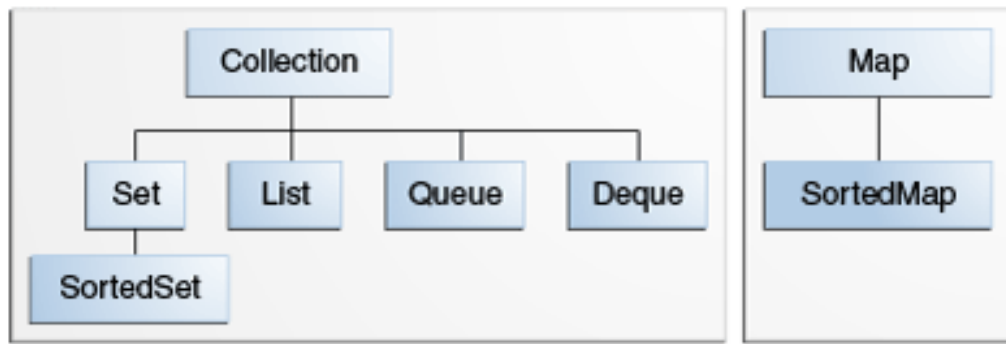 Collection
Map
Set
List
Queue
Deque
SortedMap
SortedSet